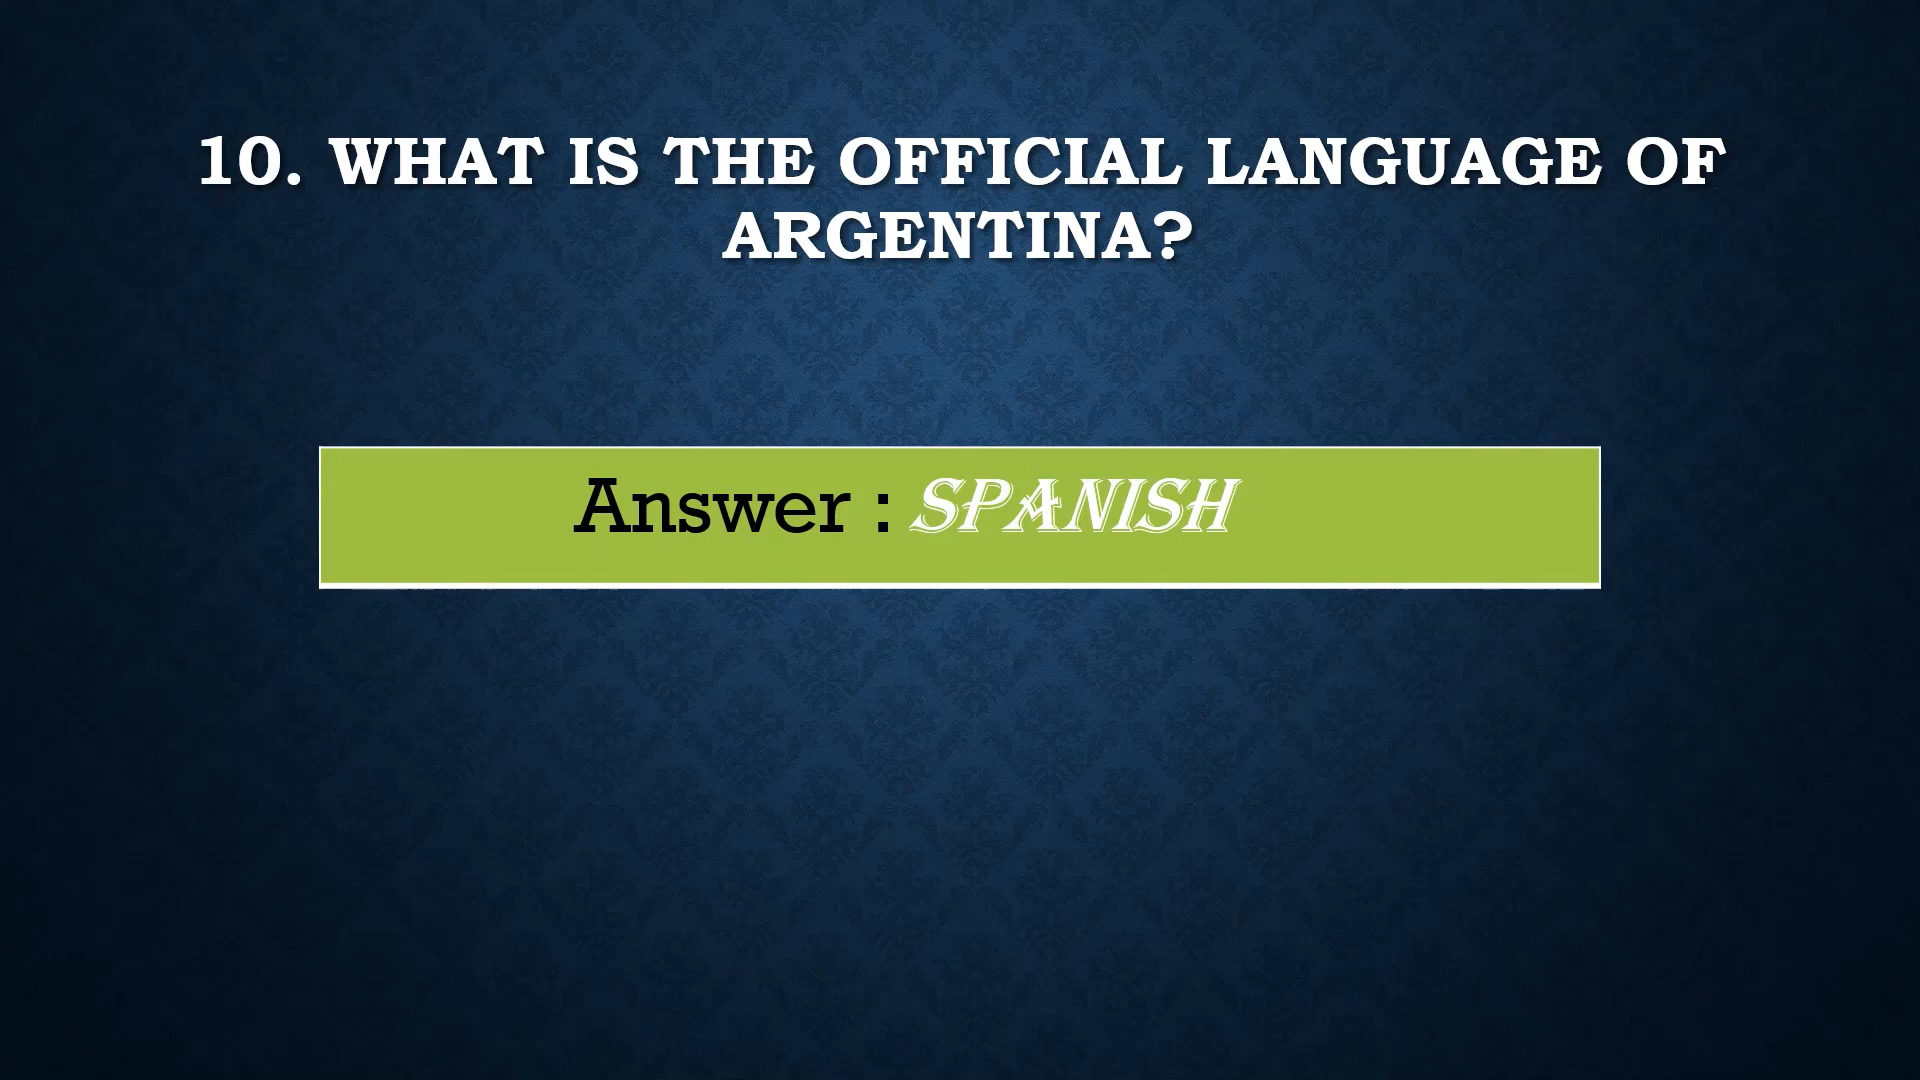 10. WHAT IS THE OFFICIAL LANGUAGE OF
ARGENTINA?
Answer : SPANISH